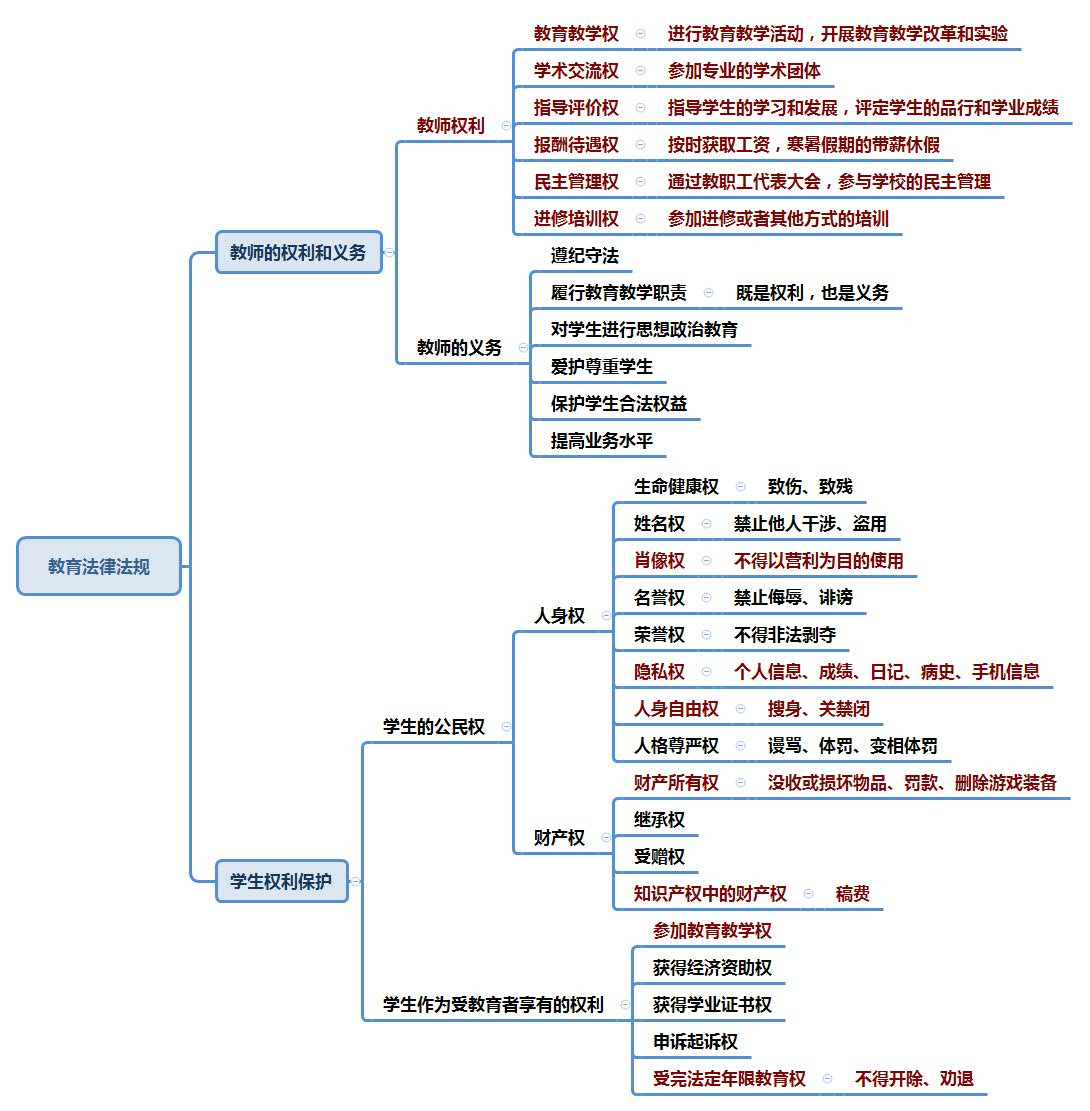 教育法律法规
教师的权利和义务
教师权利
教育教学权 进行教育教学活动，开展教育教学改革和实验
学术交流权 参加专业的学术团体
指导评价权 指导学生的学习和发展，评定学生的品行和学业成绩
报酬待遇权 按时获取工资，寒暑假期的带薪休假
民主管理权 通过教职工代表大会，参与学校的民主管理
进修培训权 参加进修或者其他方式的培训
教师的义务
遵纪守法
履行教育教学职责 既是权利，也是义务
对学生进行思想政治教育
爱护尊重学生
保护学生合法权益
提高业务水平
学生权利保护
学生的公民权
人身权
生命健康权 致伤、致残
姓名权 禁止他人干涉、盗用
肖像权 不得以营利为目的使用
名誉权 禁止侮辱、诽谤
荣誉权 不得非法剥夺
隐私权 个人信息、成绩、日记、病史、手机信息
人身自由权 搜身、关禁闭
人格尊严权 谩骂、体罚、变相体罚
财产权
财产所有权 没收或损坏物品、罚款、删除游戏装备
继承权
受赠权
知识产权中的财产权 稿费
学生作为受教育者享有的权利
参加教育教学权
获得经济资助权
获得学业证书权
申诉起诉权
受完法定年限教育权 不得开除、劝退